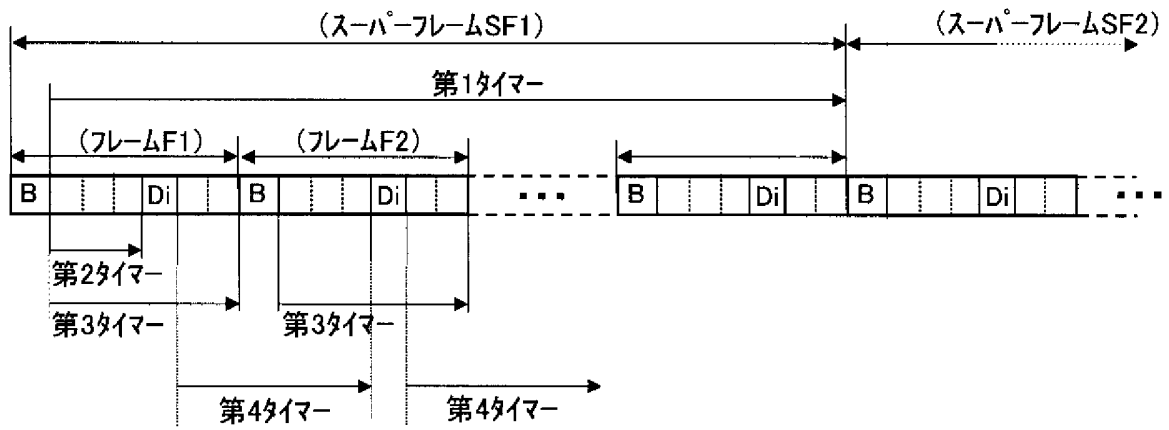 (スーパーフレームSF1)
(スーパーフレームSF2)
第1タイマー
(フレームF1)
(フレームF2)
B Di B Di ・・・ B Di B Di ・・・
第2タイマー
第3タイマー
第3タイマー
第4タイマー
第4タイマー